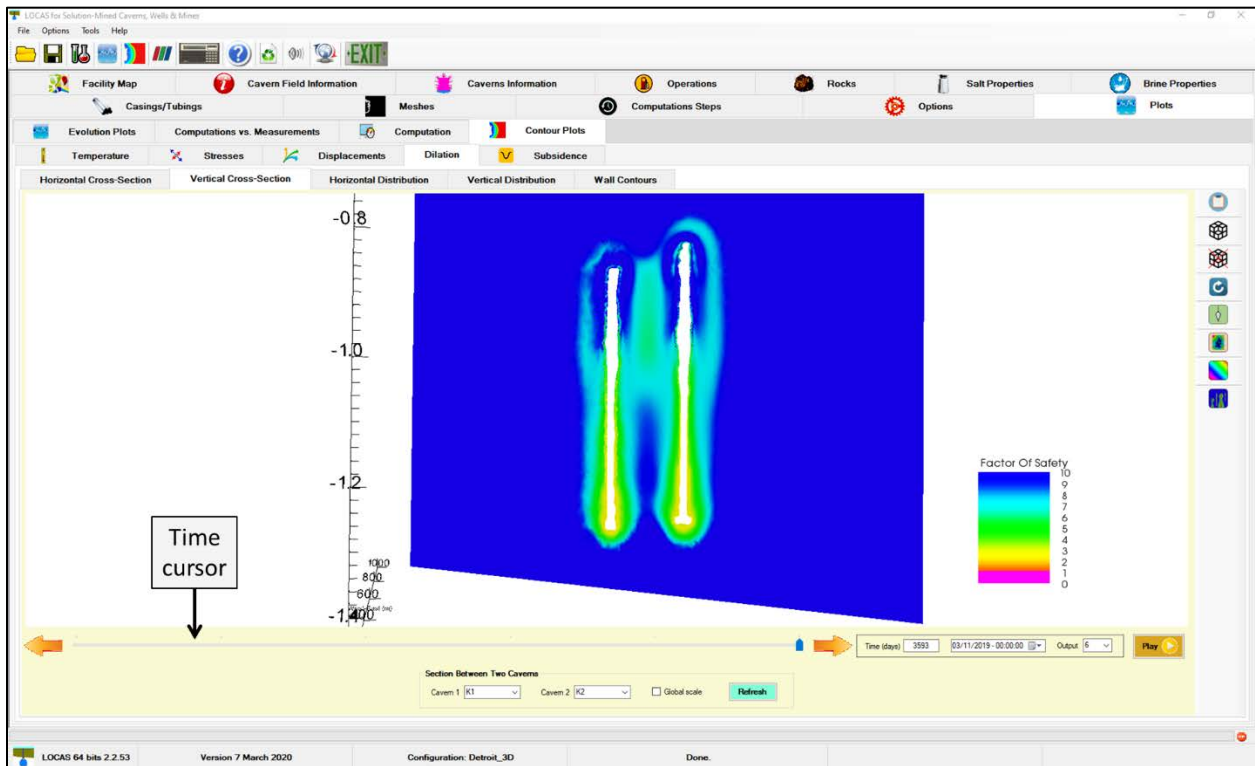 LOCAS for Solution-Mined Caverns, Wells & Mines
File Options Tools Help
EXIT
Facility Map Cavern Field Information Caverns Information Operations Rocks Salt Properties Brine Properties
Casings/Tubings Meshes Computations Steps Options Plots
Evolution Plots Computations vs. Measurements Computation Contour Plots
Temperature Stresses Displacements Dilation Subsidence
Horizontal Cross-Section Vertical Cross-Section Horizontal Distribution Vertical Distribution Wall Contours
-0.8
-1.0
-1.2
Factor Of Safety
10
9
8
7
6
5
4
3
2
1
0
Time
cursor
1000
800
600
400
-1.4
Time (days) 3593 03/11/2019 - 00:00:00 Output 6 Play
Section Between Two Caverns
Cavern 1 K1 Cavern 2 K2 Global scale Refresh
LOCAS 64 bits 2.2.53 Version 7 March 2020 Configuration: Detroit_3D Done.